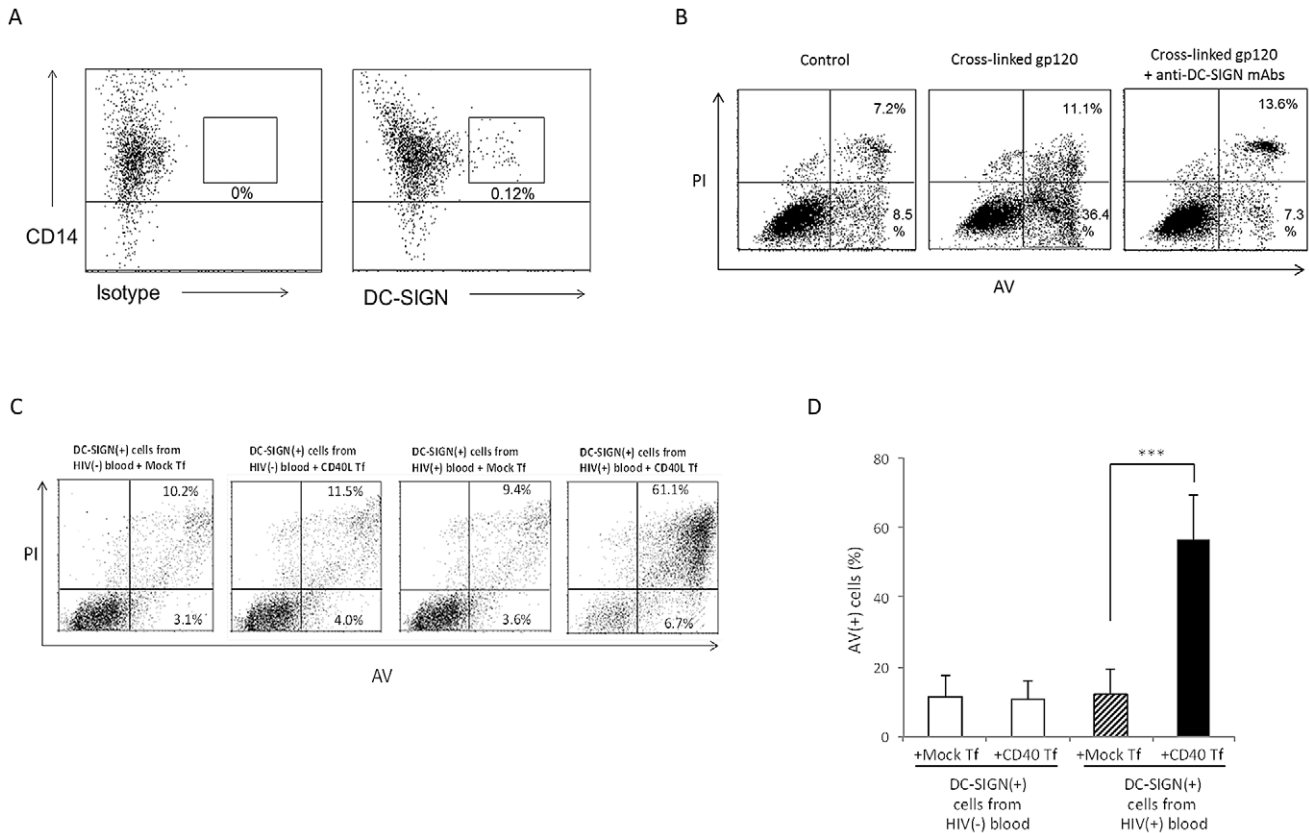 A
CD14
0%
Isotype
0.12%
DC-SIGN
B
Control
Cross-linked gp120
Cross-linked gp120
+ anti-DC-SIGN mAbs
PI
7.2%
8.5
%
11.1%
36.4
%
13.6%
7.3
%
AV
C
DC-SIGN(+) cells from
HIV(-) blood + Mock Tf
DC-SIGN(+) cells from
HIV(-) blood + CD40L Tf
DC-SIGN(+) cells from
HIV(+) blood + Mock Tf
DC-SIGN(+) cells from
HIV(+) blood + CD40L Tf
PI
10.2%
3.1%
11.5%
4.0%
9.4%
3.6%
61.1%
6.7%
AV
D
AV(+) cells (%)
80
60
40
20
0
***
+Mock Tf
+CD40 Tf
+Mock Tf
+CD40 Tf
DC-SIGN(+)
cells from
HIV(-) blood
DC-SIGN(+)
cells from
HIV(+) blood